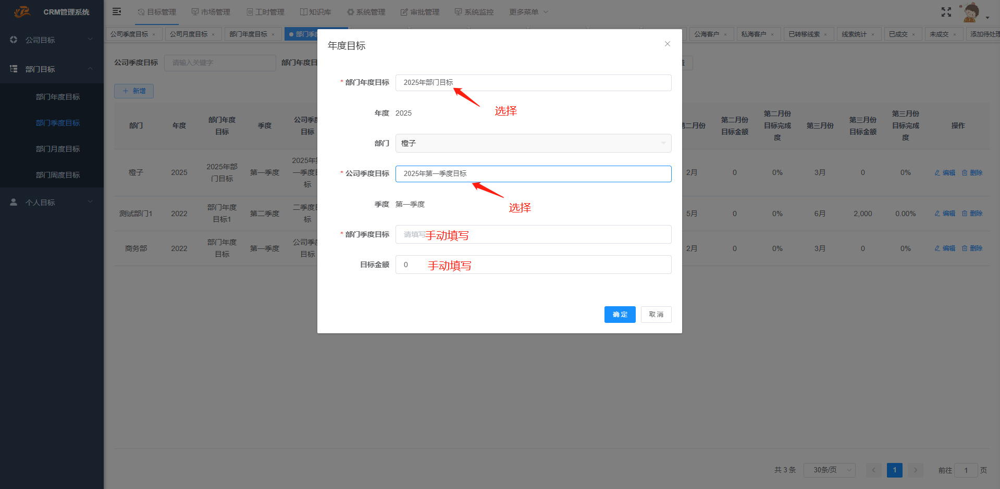 CRM管理系统
目标管理
市场管理
工时管理
知识库
系统管理
审批管理
系统监控
更多菜单
公司季度目标 ×
公司月度目标 ×
部门年度目标 ×
部门季度
公海客户 ×
私海客户 ×
已转移线索 ×
线索统计 ×
已成交 ×
未成交 ×
添加待处理
公司目标
部门目标
部门年度目标
部门季度目标
部门月度目标
部门周度目标
个人目标
公司季度目标
请输入关键字
部门年度目
+ 新增
部门
年度
部门年度目标
季度
公司季度目标
第二月份
第二月份目标金额
第二月份目标完成度
第三月份
第三月份目标金额
第三月份目标完成度
操作
橙子
2025
2025年部门目标
第一季度
2025年第一季度目标
2月
0
0%
3月
0
0%
编辑
删除
测试部门1
2022
部门年度目标1
第二季度
二季度目标
5月
0
0%
6月
2,000
0.00%
编辑
删除
商务部
2022
部门年度目标
第一季度
公司季度目标
2月
0
0%
3月
0
0%
编辑
删除
年度目标
* 部门年度目标
2025年部门目标
选择
年度
2025
部门
橙子
* 公司季度目标
2025年第一季度目标
选择
季度
第一季度
* 部门季度目标
请填写
手动填写
目标金额
0
手动填写
确 定
取 消
共 3 条
30条/页
1
前往
1
页